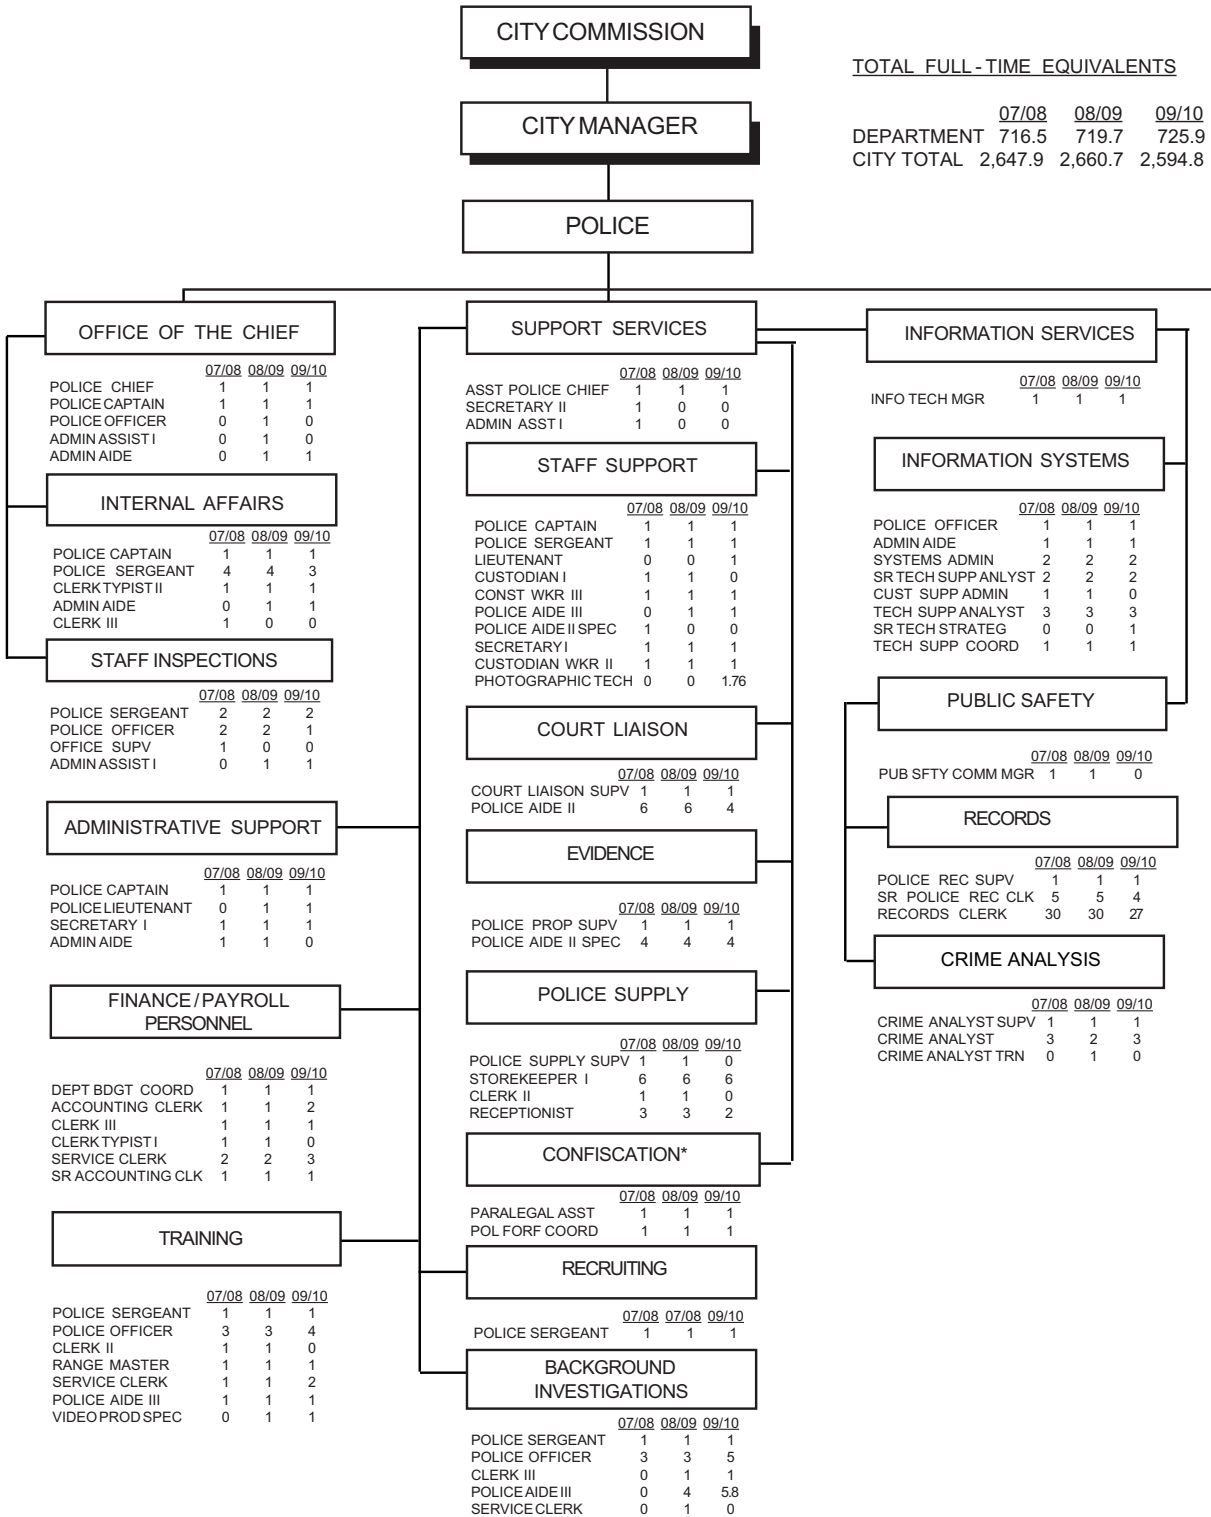 CITY COMMISSION
TOTAL FULL - TIME EQUIVALENTS
07/08 08/09 09/10
DEPARTMENT 716.5 719.7 725.9
CITY TOTAL 2,647.9 2,660.7 2,594.8
CITY MANAGER
POLICE
OFFICE OF THE CHIEF
07/08 08/09 09/10
POLICE CHIEF 1 1 1
POLICE CAPTAIN 1 1 1
POLICE OFFICER 0 1 0
ADMIN ASSIST I 0 1 0
ADMIN AIDE 0 1 1
INTERNAL AFFAIRS
07/08 08/09 09/10
POLICE CAPTAIN 1 1 1
POLICE SERGEANT 4 4 3
CLERK TYPIST II 1 1 1
ADMIN AIDE 0 1 1
CLERK III 1 0 0
STAFF INSPECTIONS
07/08 08/09 09/10
POLICE SERGEANT 2 2 2
POLICE OFFICER 2 2 1
OFFICE SUPV 1 0 0
ADMIN ASSIST I 0 1 1
ADMINISTRATIVE SUPPORT
07/08 08/09 09/10
POLICE CAPTAIN 1 1 1
POLICE LIEUTENANT 0 1 1
SECRETARY I 1 1 1
ADMIN AIDE 1 1 0
FINANCE / PAYROLL
PERSONNEL
07/08 08/09 09/10
DEPT BDGT COORD 1 1 1
ACCOUNTING CLERK 1 1 2
CLERK III 1 1 1
CLERK TYPIST I 1 1 0
SERVICE CLERK 2 2 3
SR ACCOUNTING CLK 1 1 1
TRAINING
07/08 08/09 09/10
POLICE SERGEANT 1 1 1
POLICE OFFICER 3 3 4
CLERK II 1 1 0
RANGE MASTER 1 1 1
SERVICE CLERK 1 1 2
POLICE AIDE III 1 1 1
VIDEO PROD SPEC 0 1 1
SUPPORT SERVICES
07/08 08/09 09/10
ASST POLICE CHIEF 1 1 1
SECRETARY II 1 0 0
ADMIN ASST I 1 0 0
STAFF SUPPORT
07/08 08/09 09/10
POLICE CAPTAIN 1 1 1
POLICE SERGEANT 1 1 1
LIEUTENANT 0 0 1
CUSTODIAN I 1 1 0
CONST WKR III 1 1 1
POLICE AIDE III 0 1 1
POLICE AIDE II SPEC 1 0 0
SECRETARY I 1 1 1
CUSTODIAN WKR II 1 1 1
PHOTOGRAPHIC TECH 0 0 1.76
COURT LIAISON
07/08 08/09 09/10
COURT LIAISON SUPV 1 1 1
POLICE AIDE II 6 6 4
EVIDENCE
07/08 08/09 09/10
POLICE PROP SUPV 1 1 1
POLICE AIDE II SPEC 4 4 4
POLICE SUPPLY
07/08 08/09 09/10
POLICE SUPPLY SUPV 1 1 0
STOREKEEPER I 6 6 6
CLERK II 1 1 0
RECEPTIONIST 3 3 2
CONFISCATION*
07/08 08/09 09/10
PARALEGAL ASST 1 1 1
POL FORF COORD 1 1 1
RECRUITING
07/08 07/08 09/10
POLICE SERGEANT 1 1 1
BACKGROUND
INVESTIGATIONS
07/08 08/09 09/10
POLICE SERGEANT 1 1 1
POLICE OFFICER 3 3 5
CLERK III 0 1 1
POLICE AIDE III 0 4 5.8
SERVICE CLERK 0 1 0
INFORMATION SERVICES
07/08 08/09 09/10
INFO TECH MGR 1 1 1
INFORMATION SYSTEMS
07/08 08/09 09/10
POLICE OFFICER 1 1 1
ADMIN AIDE 1 1 1
SYSTEMS ADMIN 2 2 2
SR TECH SUPP ANLYST 2 2 2
CUST SUPP ADMIN 1 1 0
TECH SUPP ANALYST 3 3 3
SR TECH STRATEG 0 0 1
TECH SUPP COORD 1 1 1
PUBLIC SAFETY
07/08 08/09 09/10
PUB SFTY COMM MGR 1 1 0
RECORDS
07/08 08/09 09/10
POLICE REC SUPV 1 1 1
SR POLICE REC CLK 5 5 4
RECORDS CLERK 30 30 27
CRIME ANALYSIS
07/08 08/09 09/10
CRIME ANALYST SUPV 1 1 1
CRIME ANALYST 3 2 3
CRIME ANALYST TRN 0 1 0